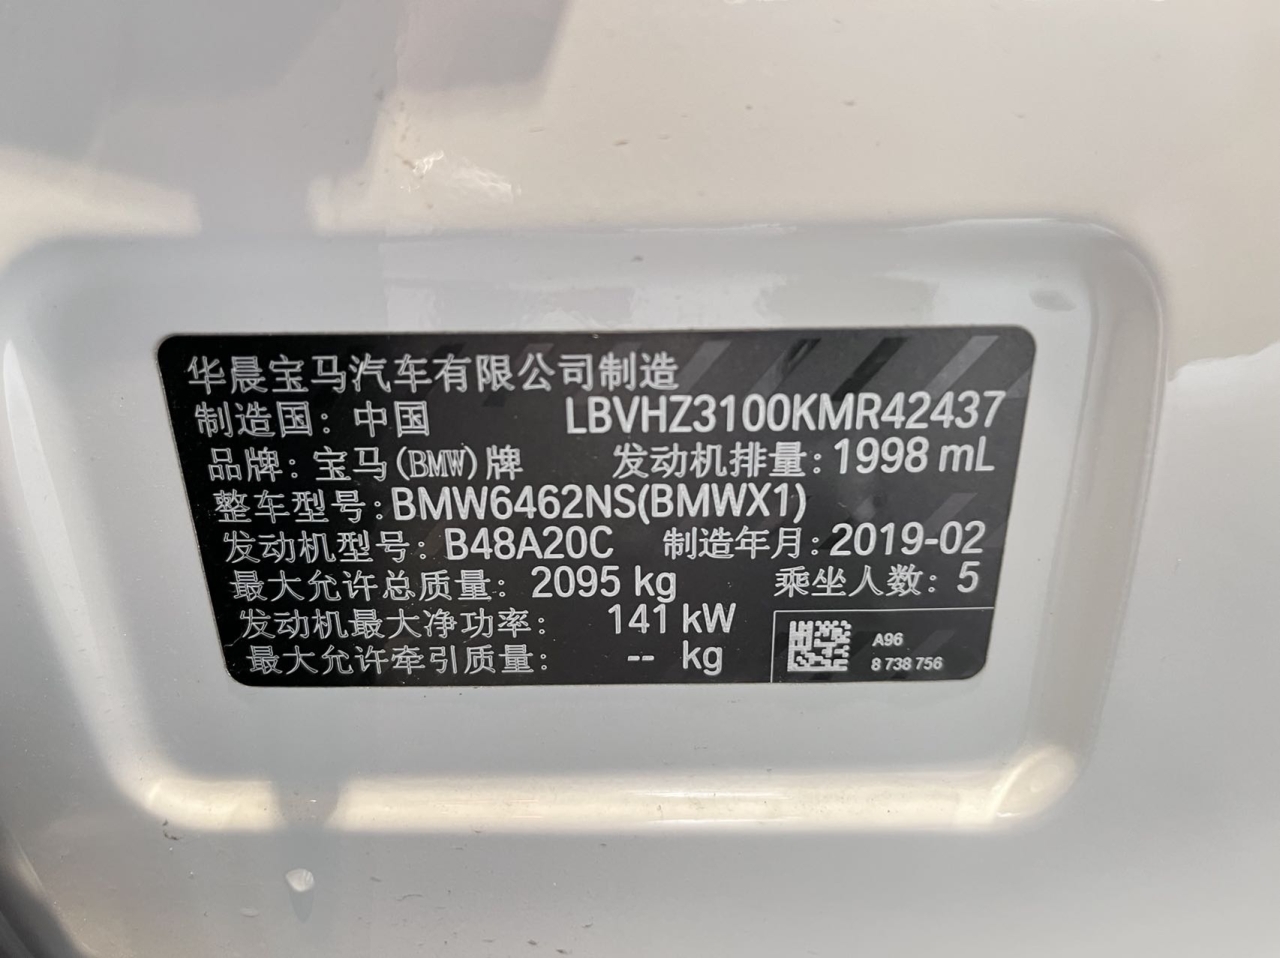 华晨宝马汽车有限公司制造
制造国：中国 LBVHZ3100KMR42437
品牌：宝马(BMW)牌 发动机排量：1998 mL
整车型号：BMW6462NS(BMWX1)
发动机型号：B48A20C 制造年月：2019-02
最大允许总质量：2095 kg 乘坐人数：5
发动机最大净功率：141 kW
最大允许牵引质量：-- kg
A96
8 738 756